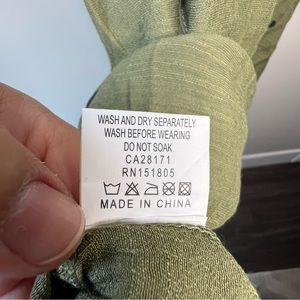 WASH AND DRY SEPARATELY
WASH BEFORE WEARING
DO NOT SOAK
CA28171
RN151805
MADE IN CHINA